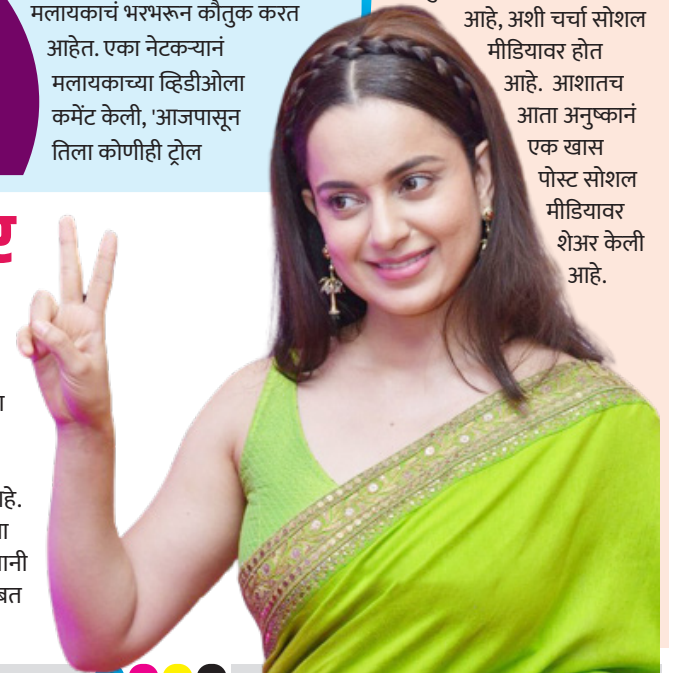 मलायकाचं भरभरून कौतुक करत
आहेत. एका नेटकऱ्यानं
मलायकाच्या व्हिडीओला
कमेंट केली, 'आजपासून
तिला कोणीही ट्रोल
आहे, अशी चर्चा सोशल
मीडियावर होत
आहे. आशातच
आता अनुष्कानं
एक खास
पोस्ट सोशल
मीडियावर
शेअर केली
आहे.